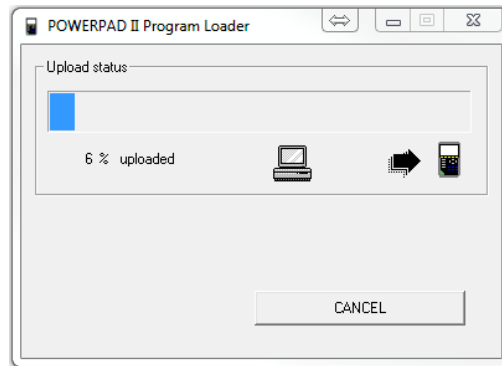 POWERPAD II Program Loader
Upload status
6 % uploaded
CANCEL